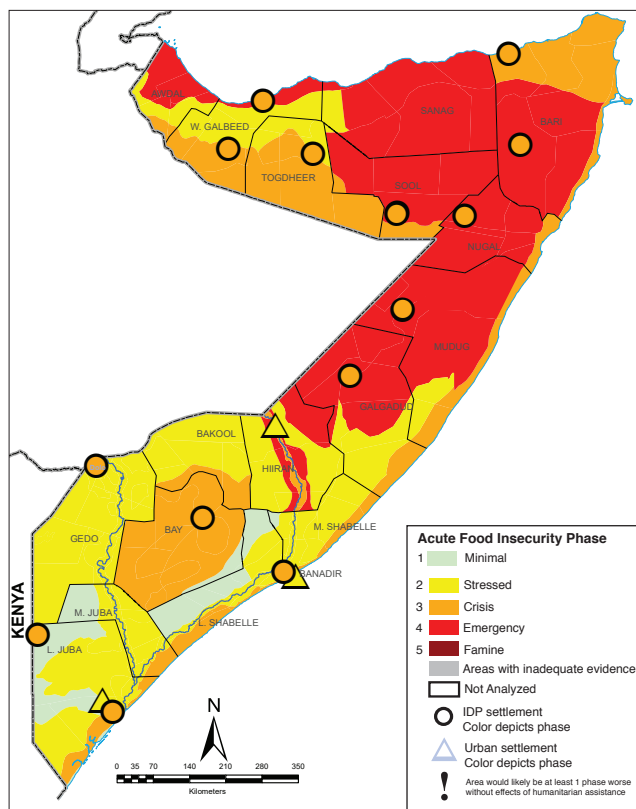 AWDAL
W. GALBEED
TOGDHEER
SANAG
BARI
SOOL
NUGAL
MUDUG
GALGADUD
BAKOOL
HIIRAN
GEDO
BAY
M. SHABELLE
BANADIR
KENYA
M. JUBA
L. SHABELLE
L. JUBA
N
0 35 70 140 210 280 350
Kilometers
Acute Food Insecurity Phase
1 Minimal
2 Stressed
3 Crisis
4 Emergency
5 Famine
Areas with inadequate evidence
Not Analyzed
IDP settlement
Color depicts phase
Urban settlement
Color depicts phase
! Area would likely be at least 1 phase worse
without effects of humanitarian assistance